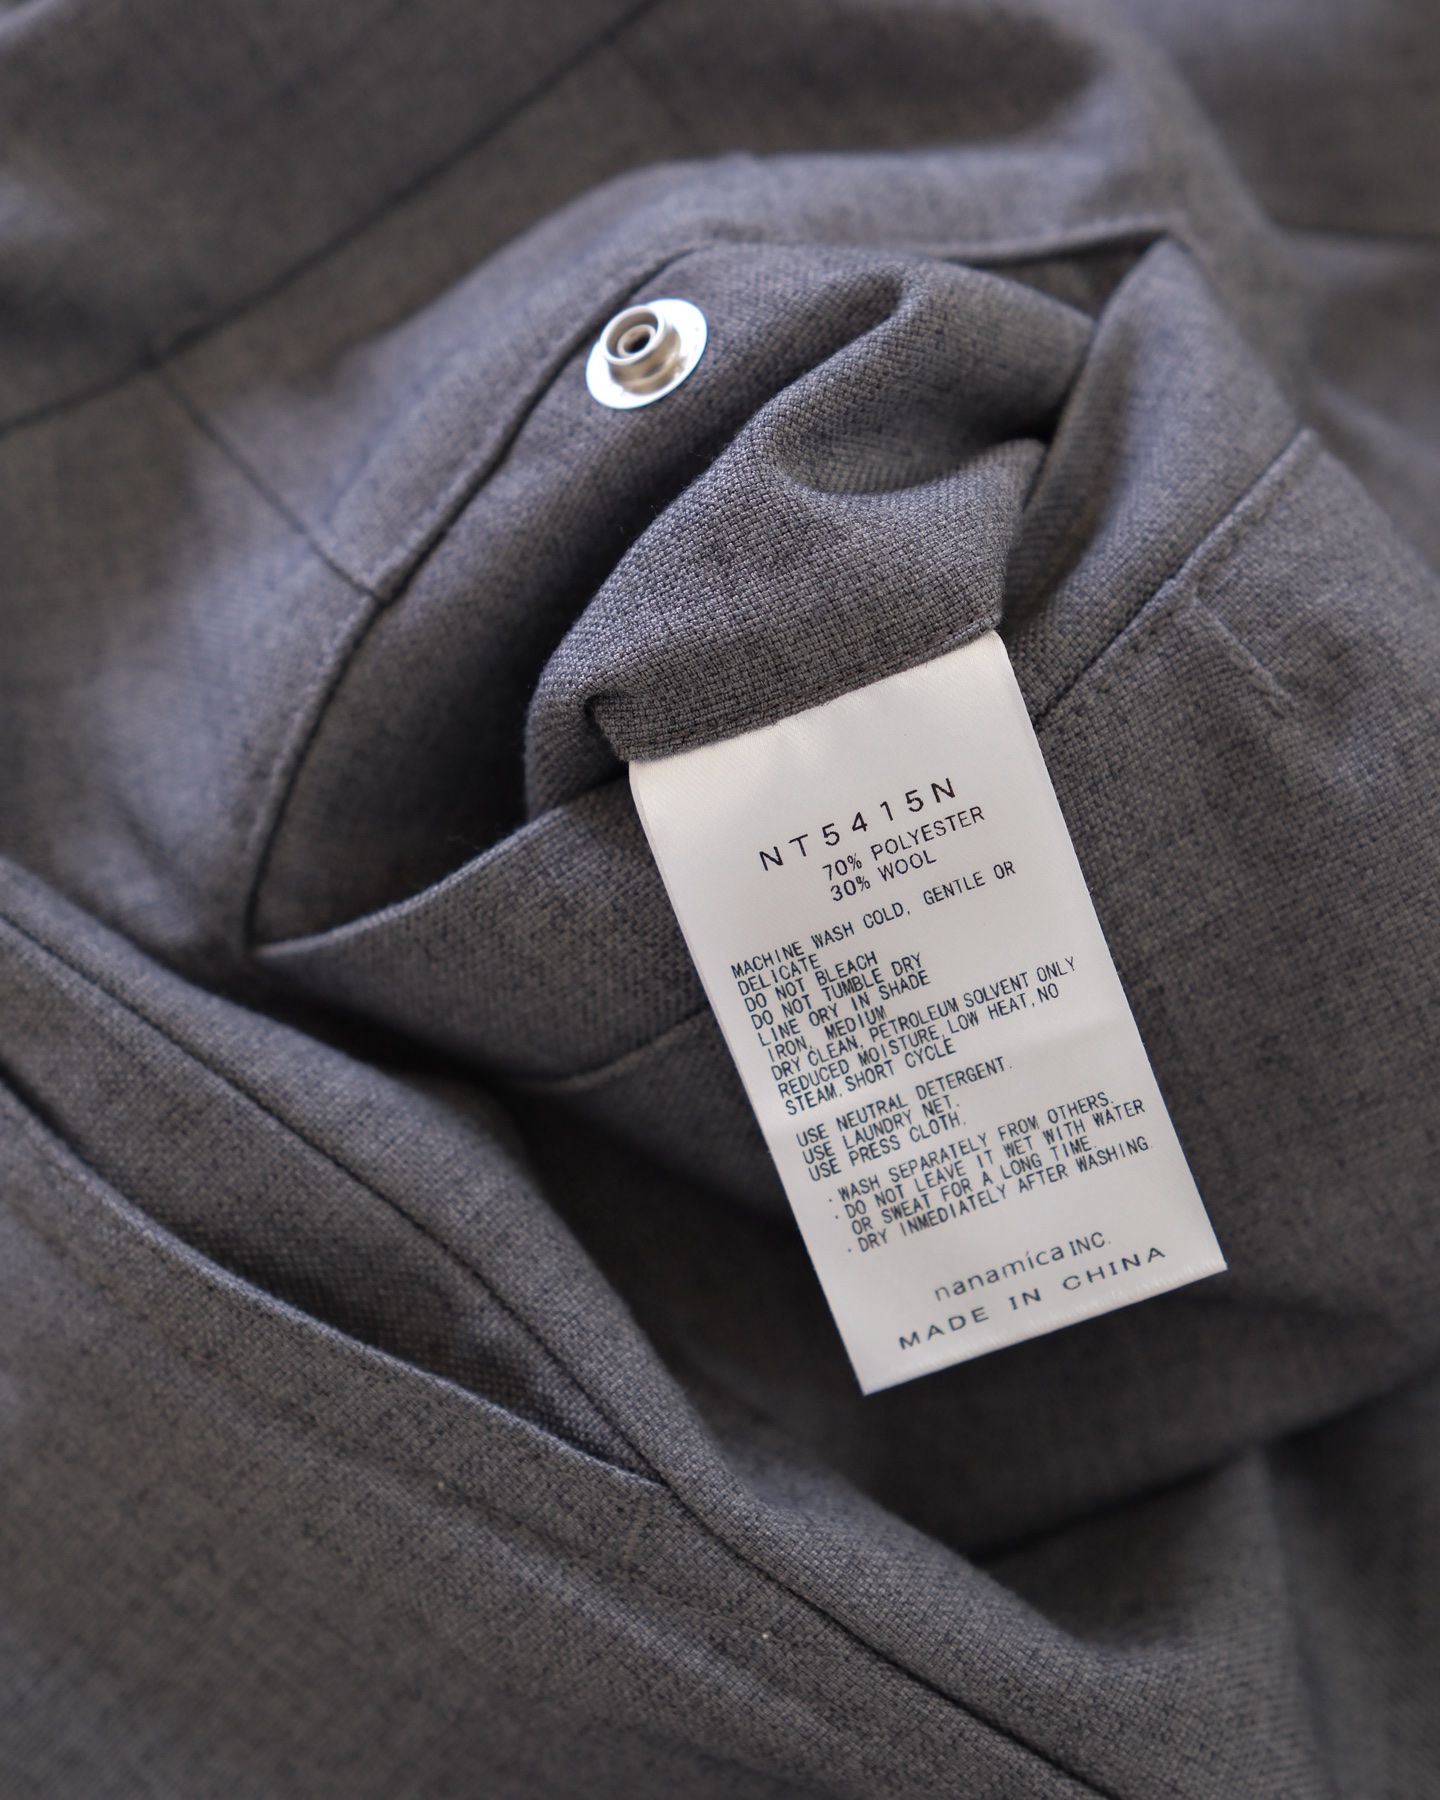 NT5415N
70% POLYESTER
30% WOOL
MACHINE WASH COLD, GENTLE OR
DELICATE
DO NOT BLEACH
DO NOT TUMBLE DRY
LINE DRY IN SHADE
IRON, MEDIUM
DRY CLEAN, PETROLEUM SOLVENT ONLY
REDUCED MOISTURE, LOW HEAT, NO
STEAM, SHORT CYCLE
USE NEUTRAL DETERGENT.
USE LAUNDRY NET.
USE PRESS CLOTH.
・WASH SEPARATELY FROM OTHERS.
・DO NOT LEAVE IT WET WITH WATER
OR SWEAT FOR A LONG TIME.
・DRY INMEDIATELY AFTER WASHING.
nanamica INC.
MADE IN CHINA